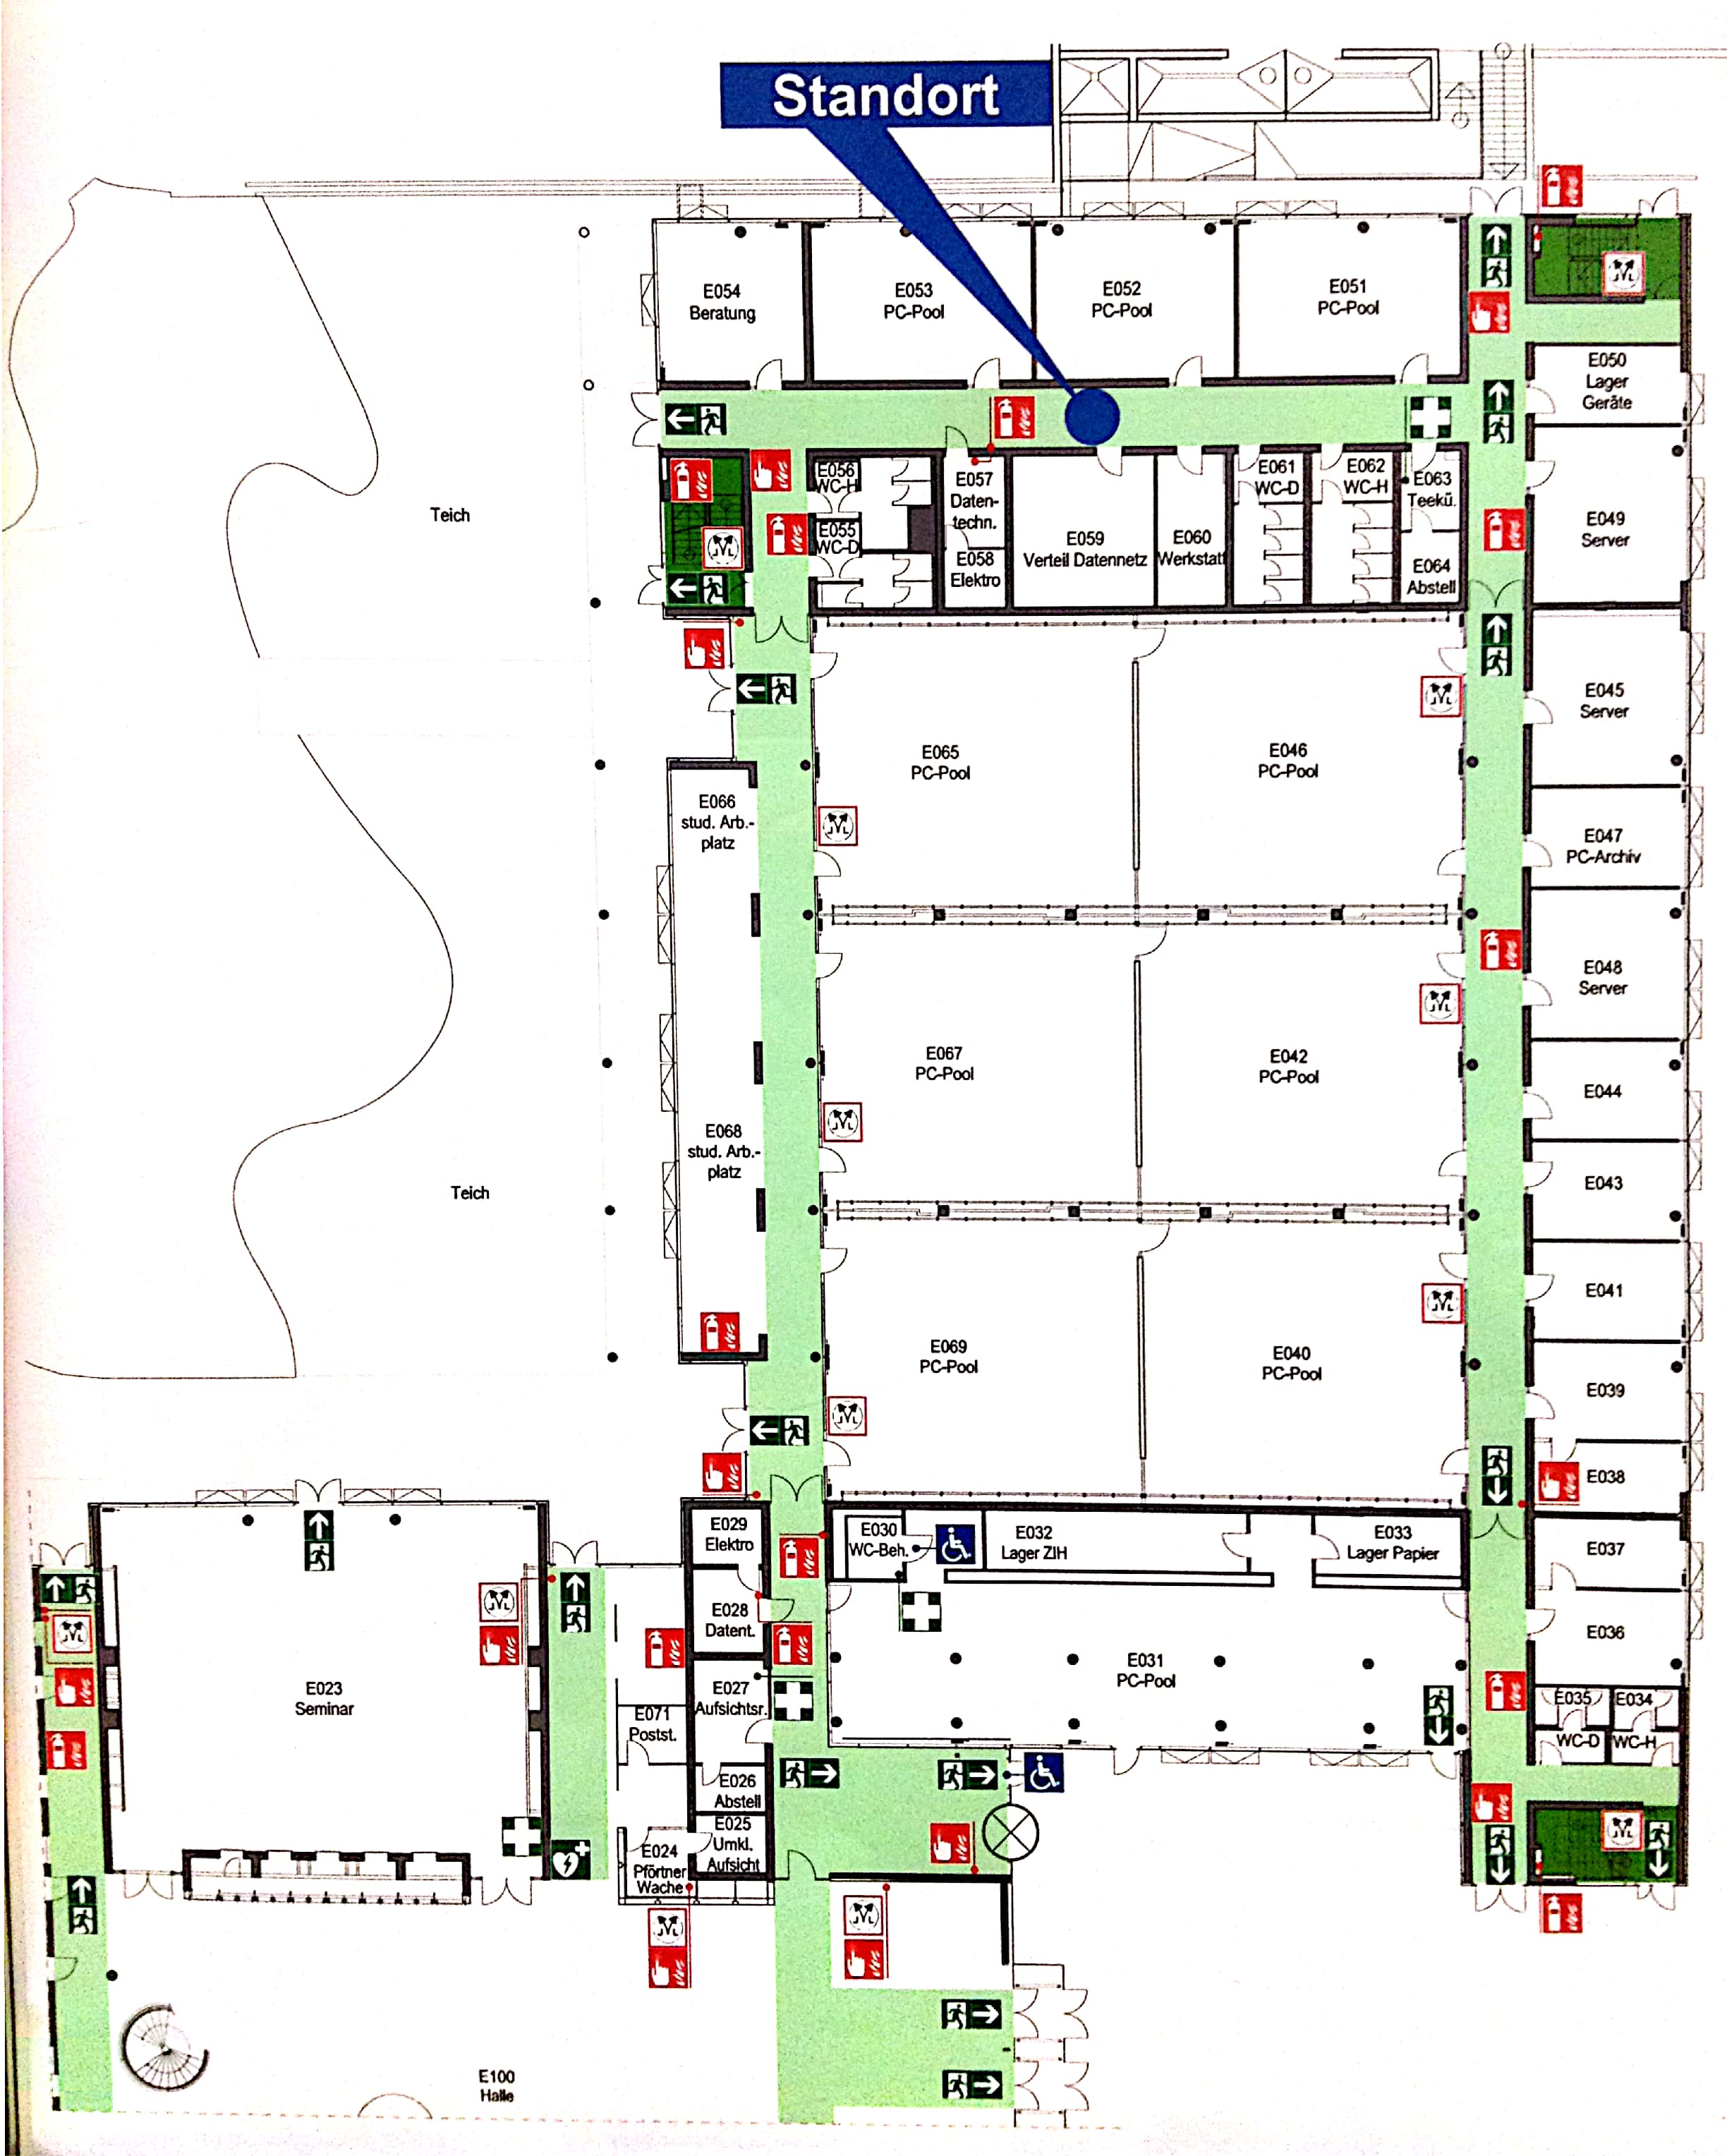 Standort
E054
Beratung
E053
PC-Pool
E052
PC-Pool
E051
PC-Pool
E050
Lager
Geräte
E056
WC-H
E055
WC-D
E057
Daten-
techn.
E058
Elektro
E059
Verteil Datennetz
E060
Werkstatt
E061
WC-D
E062
WC-H
E063
Teekü.
E064
Abstell
E049
Server
Teich
E065
PC-Pool
E046
PC-Pool
E045
Server
E066
stud. Arb.-
platz
E047
PC-Archiv
E048
Server
E067
PC-Pool
E042
PC-Pool
E044
E068
stud. Arb.-
platz
Teich
E043
E041
E069
PC-Pool
E040
PC-Pool
E039
E038
E029
Elektro
E030
WC-Beh.
E032
Lager ZIH
E033
Lager Papier
E037
E028
Datent.
E036
E031
PC-Pool
E023
Seminar
E027
Aufsichtsr.
E071
Postst.
E035
WC-D
E034
WC-H
E026
Abstell
E025
Umkl.
Aufsicht
E024
Pförtner
Wache
E100
Halle